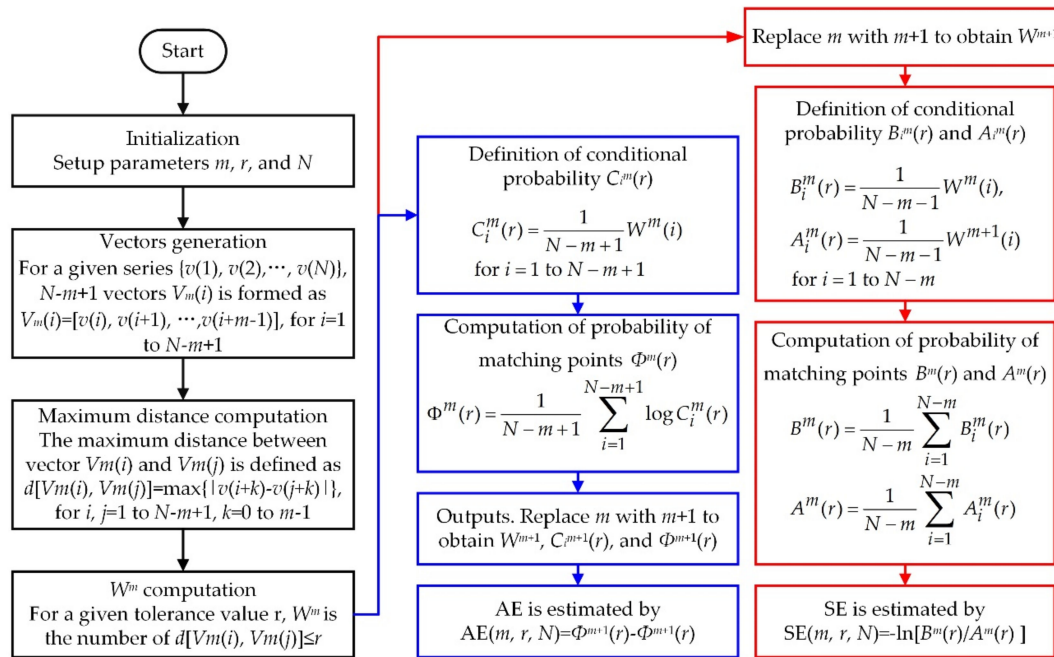 Start
Initialization
Setup parameters m, r, and N
Vectors generation
For a given series {v(1), v(2),⋯, v(N)},
N-m+1 vectors Vm(i) is formed as
Vm(i)=[v(i), v(i+1), ⋯,v(i+m-1)], for i=1
to N-m+1
Maximum distance computation
The maximum distance between
vector Vm(i) and Vm(j) is defined as
d[Vm(i), Vm(j)]=max{|v(i+k)-v(j+k)|},
for i, j=1 to N-m+1, k=0 to m-1
W^m computation
For a given tolerance value r, W^m is
the number of d[Vm(i), Vm(j)]≤r
Definition of conditional
probability C_i^m(r)
C_i^m(r) = 1/(N−m+1) W^m(i)
for i = 1 to N−m+1
Computation of probability of
matching points Φ^m(r)
Φ^m(r) = 1/(N−m+1) ∑_{i=1}^{N−m+1} log C_i^m(r)
Outputs. Replace m with m+1 to
obtain W^{m+1}, C_i^{m+1}(r), and Φ^{m+1}(r)
AE is estimated by
AE(m, r, N)=Φ^{m+1}(r)-Φ^{m+1}(r)
Replace m with m+1 to obtain W^{m+1}
Definition of conditional
probability B_i^m(r) and A_i^m(r)
B_i^m(r) = 1/(N−m−1) W^m(i),
A_i^m(r) = 1/(N−m−1) W^{m+1}(i)
for i = 1 to N−m
Computation of probability of
matching points B^m(r) and A^m(r)
B^m(r) = 1/(N−m) ∑_{i=1}^{N−m} B_i^m(r)
A^m(r) = 1/(N−m) ∑_{i=1}^{N−m} A_i^m(r)
SE is estimated by
SE(m, r, N)=-ln[B^m(r)/A^m(r) ]